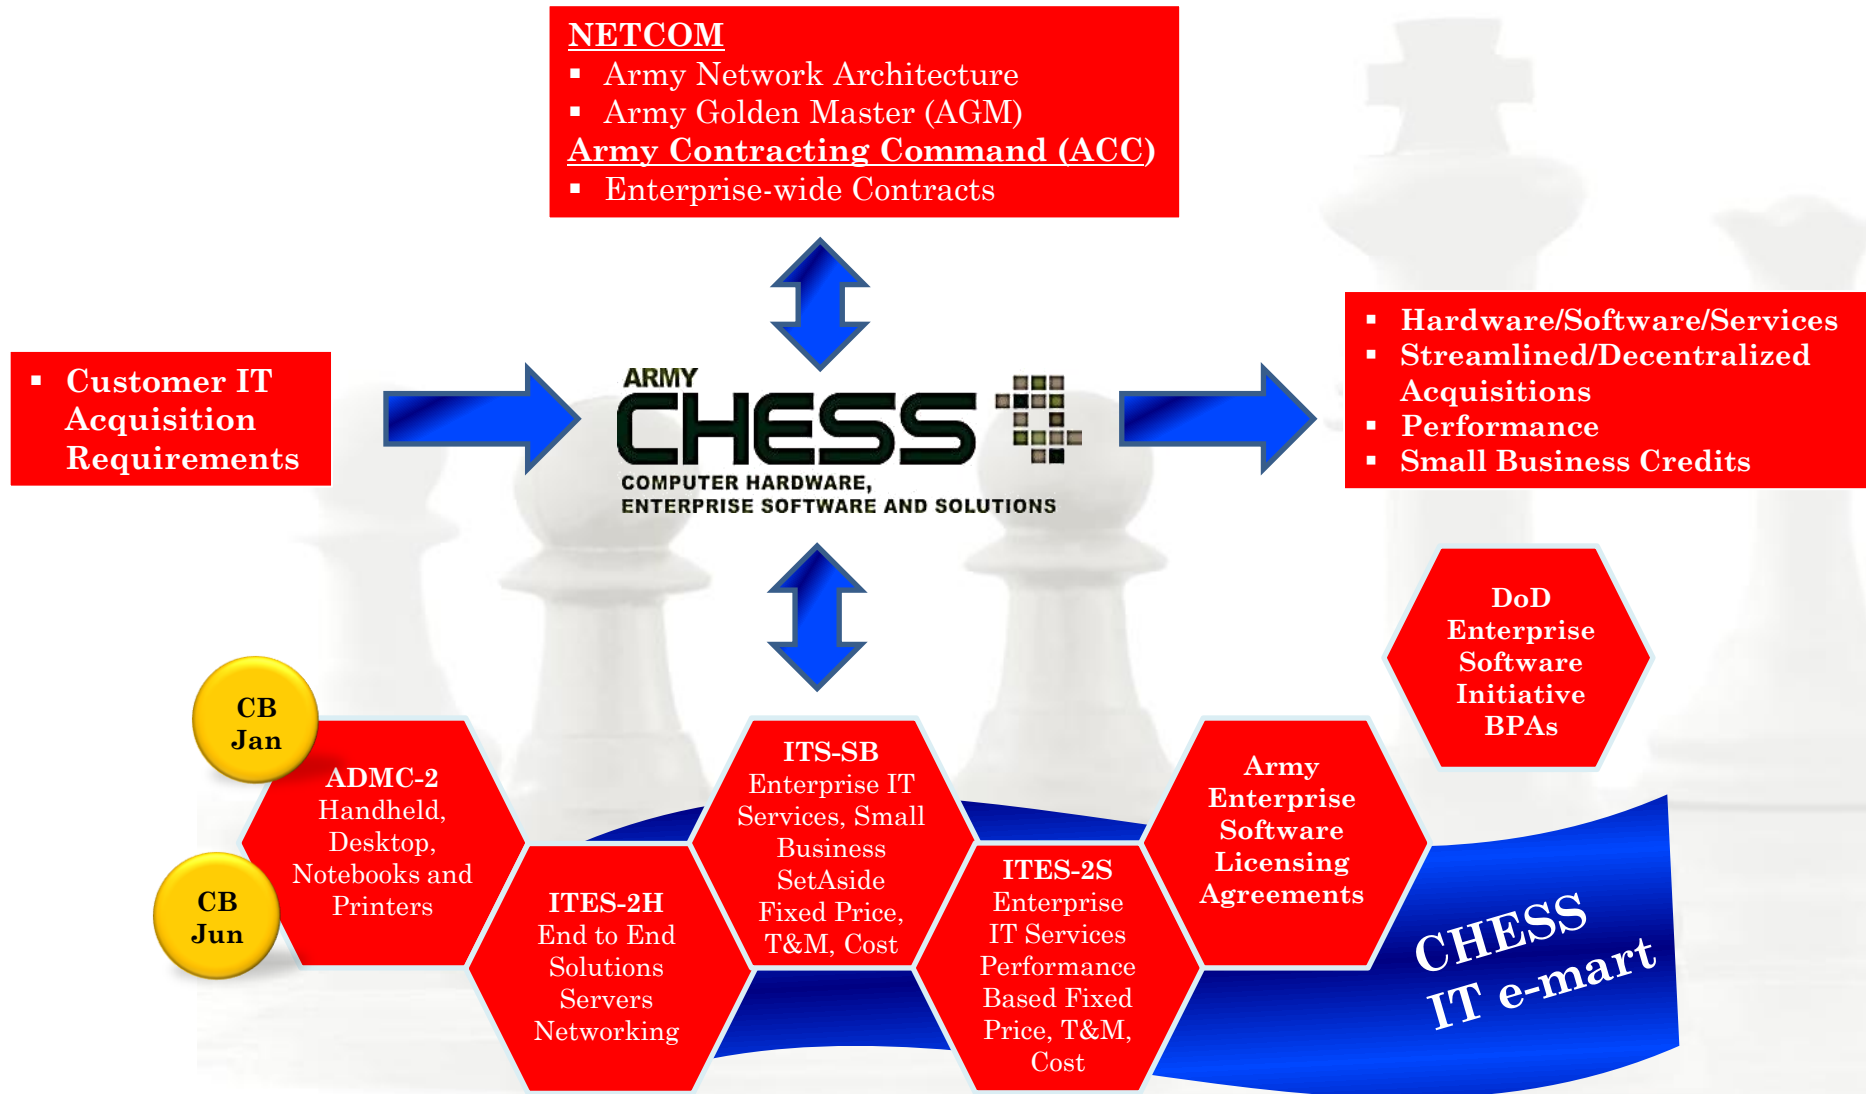 NETCOM
▪ Army Network Architecture
▪ Army Golden Master (AGM)
Army Contracting Command (ACC)
▪ Enterprise-wide Contracts
▪ Customer IT
Acquisition
Requirements
ARMY
CHESS
COMPUTER HARDWARE,
ENTERPRISE SOFTWARE AND SOLUTIONS
▪ Hardware/Software/Services
▪ Streamlined/Decentralized
Acquisitions
▪ Performance
▪ Small Business Credits
DoD
Enterprise
Software
Initiative
BPAs
CB
Jan
CB
Jun
ADMC-2
Handheld,
Desktop,
Notebooks and
Printers
ITES-2H
End to End
Solutions
Servers
Networking
ITS-SB
Enterprise IT
Services, Small
Business
SetAside
Fixed Price,
T&M, Cost
ITES-2S
Enterprise
IT Services
Performance
Based Fixed
Price, T&M,
Cost
Army
Enterprise
Software
Licensing
Agreements
CHESS
IT e-mart